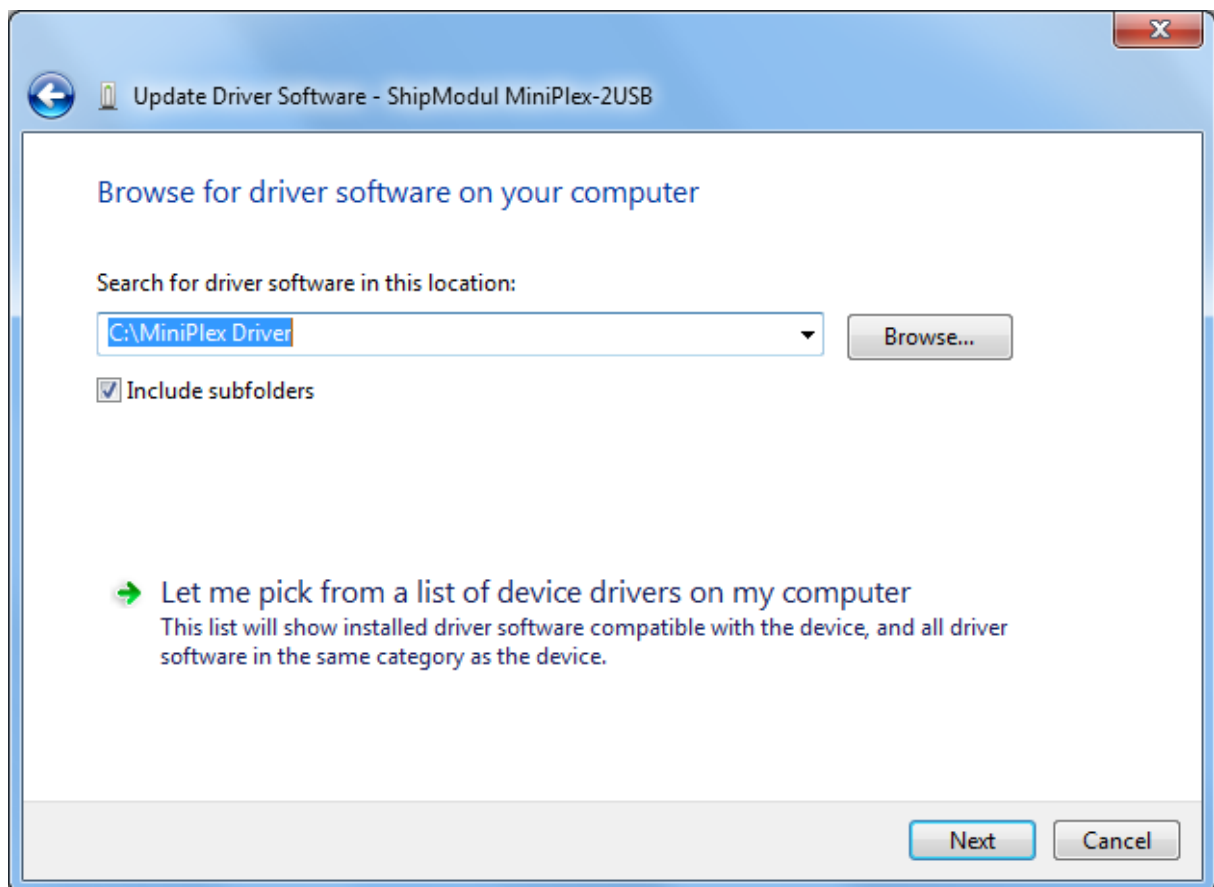 Update Driver Software - ShipModul MiniPlex-2USB
Browse for driver software on your computer
Search for driver software in this location:
C:\MiniPlex Driver
Browse...
Include subfolders
Let me pick from a list of device drivers on my computer
This list will show installed driver software compatible with the device, and all driver
software in the same category as the device.
Next
Cancel